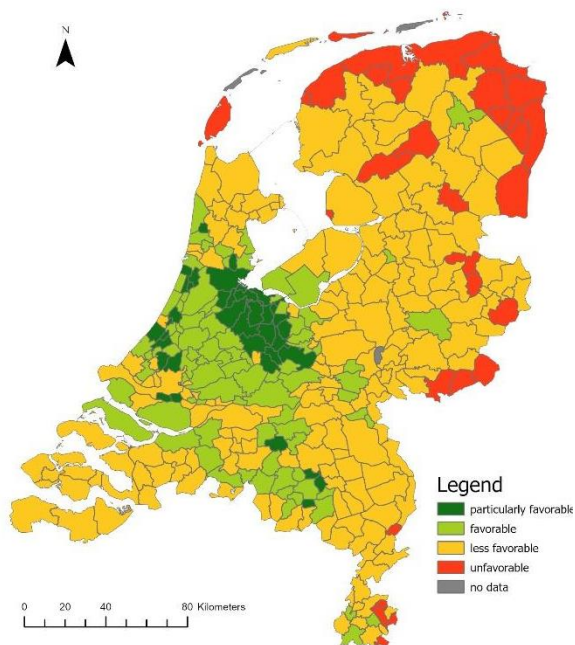 N
Legend
particularly favorable
favorable
less favorable
unfavorable
no data
0 20 40 80 Kilometers